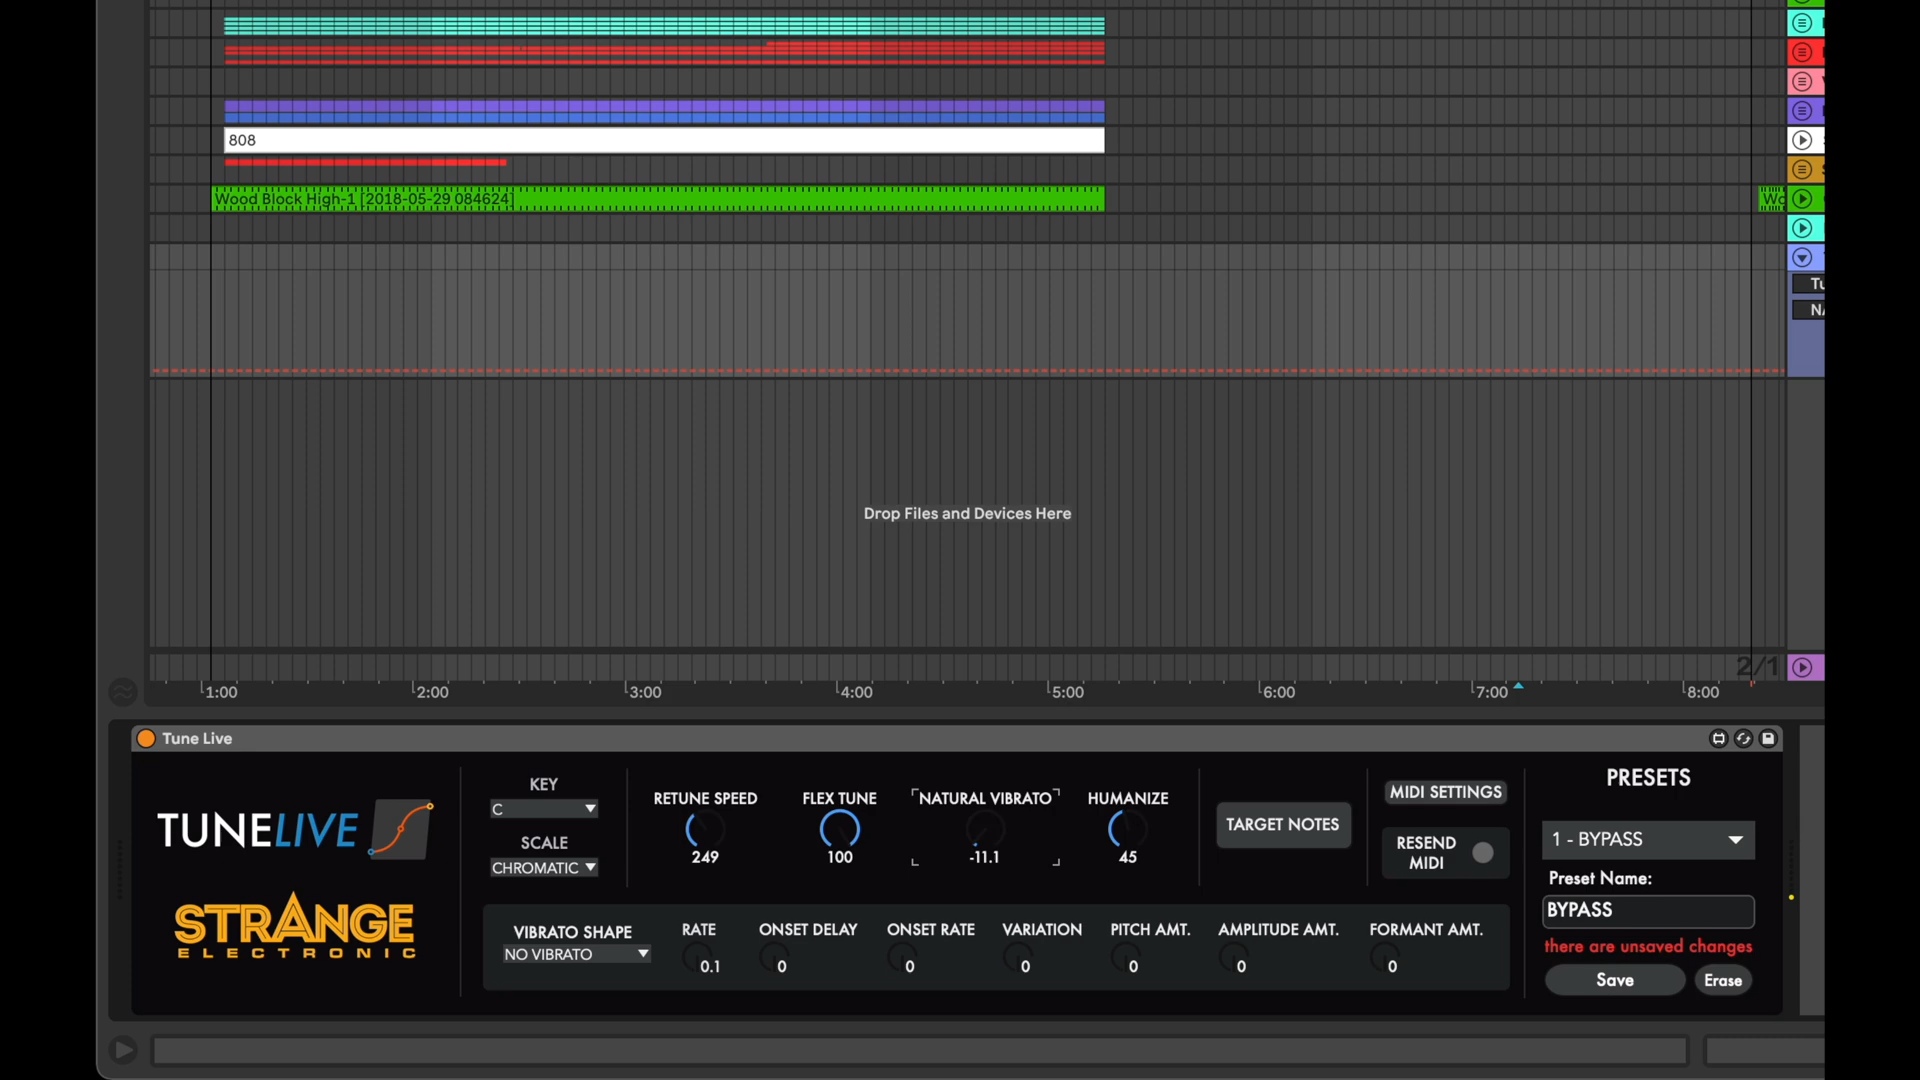 808
Wood Block High-1 [2018-05-29 084624]
Wo
Tu
Drop Files and Devices Here
2/1
1:00 2:00 3:00 4:00 5:00 6:00 7:00 8:00
Tune Live
TUNELIVE
STRANGE
ELECTRONIC
KEY
C
SCALE
CHROMATIC
RETUNE SPEED
249
FLEX TUNE
100
NATURAL VIBRATO
-11.1
HUMANIZE
45
TARGET NOTES
MIDI SETTINGS
RESEND
MIDI
VIBRATO SHAPE
NO VIBRATO
RATE
0.1
ONSET DELAY
0
ONSET RATE
0
VARIATION
0
PITCH AMT.
0
AMPLITUDE AMT.
0
FORMANT AMT.
0
PRESETS
1 - BYPASS
Preset Name:
BYPASS
there are unsaved changes
Save
Erase